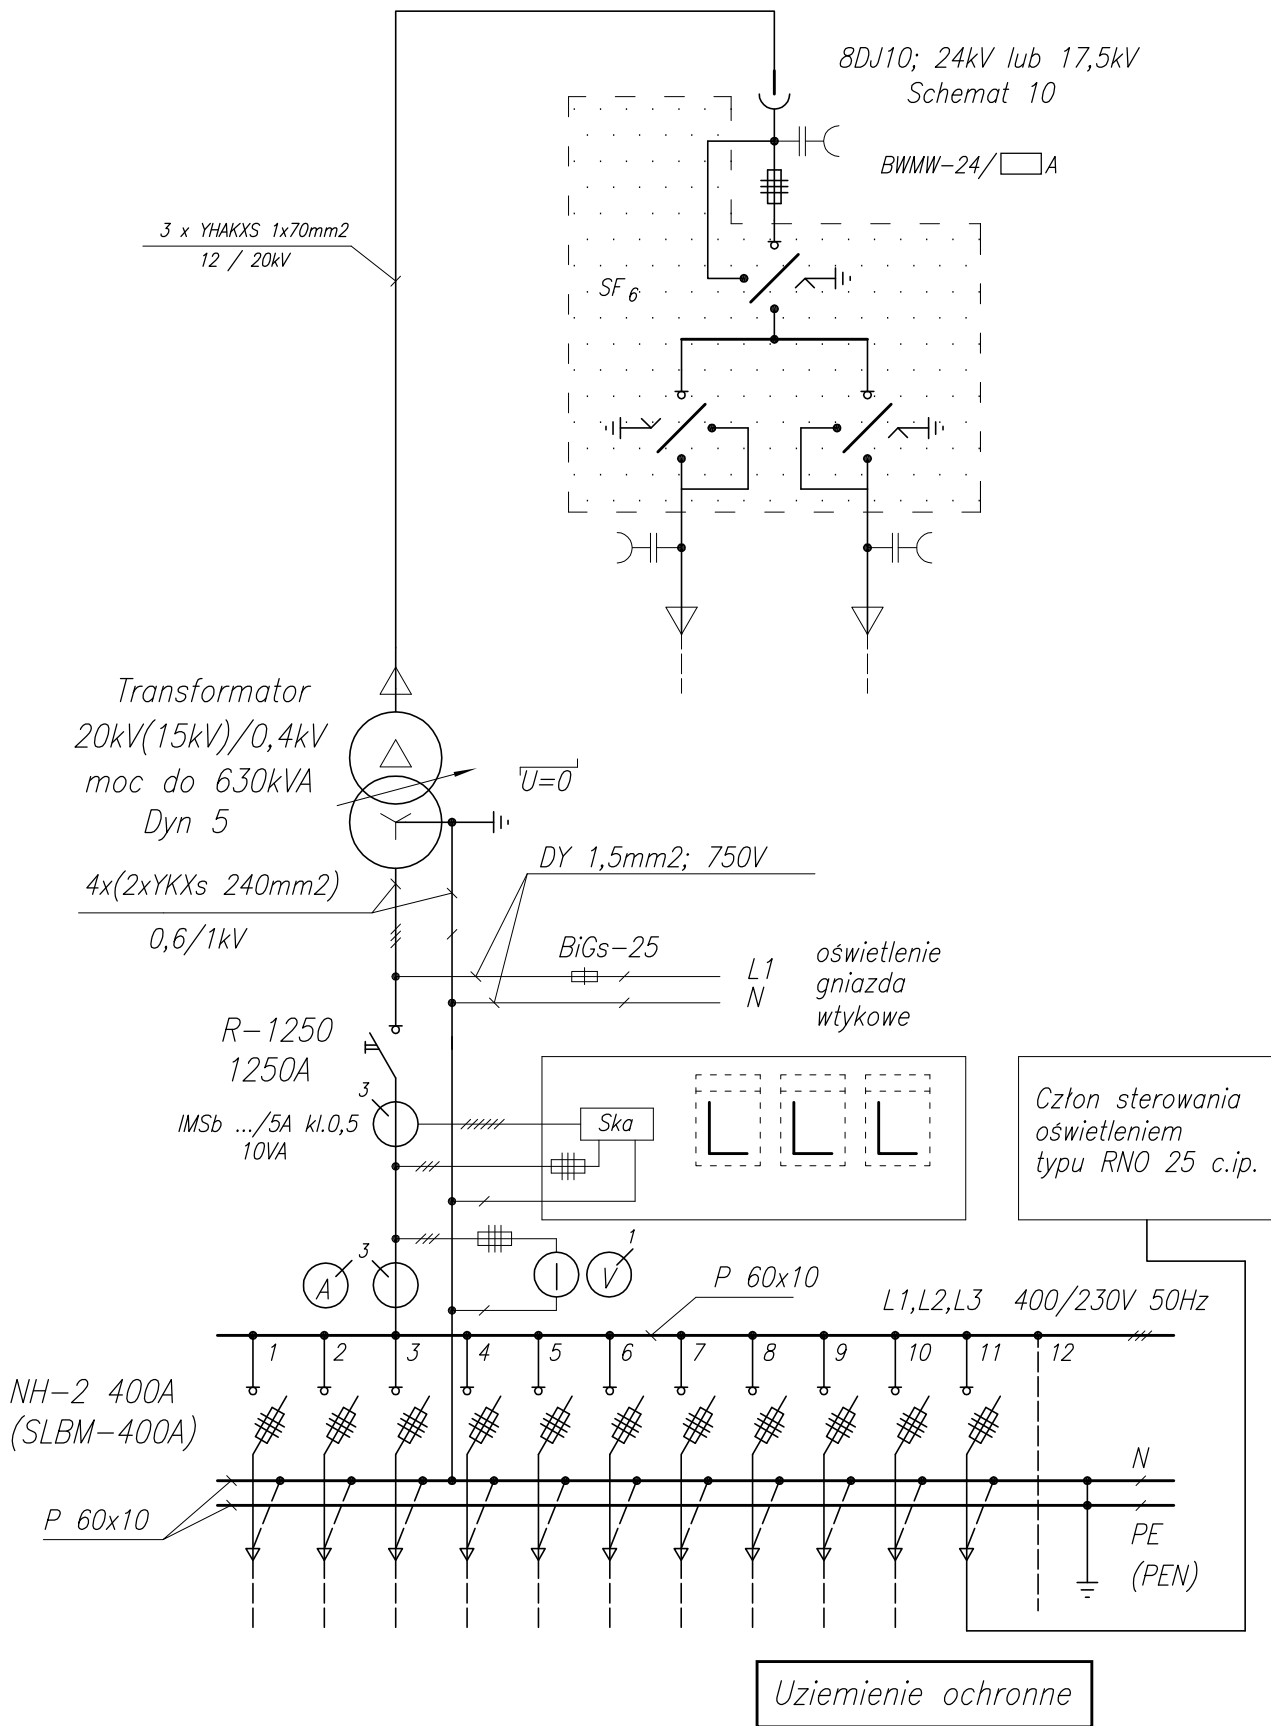 8DJ10; 24kV lub 17,5kV
Schemat 10
BWMW-24/ A
3 x YHAKXS 1x70mm2
12 / 20kV
SF6
Transformator
20kV(15kV)/0,4kV
moc do 630kVA
Dyn 5
U=0
DY 1,5mm2; 750V
4x(2xYKXs 240mm2)
0,6/1kV
BiGs-25
L1
N
oświetlenie
gniazda
wtykowe
R-1250
1250A
3
IMSb .../5A kl.0,5
10VA
Ska
Człon sterowania
oświetleniem
typu RNO 25 c.ip.
3
A
1
V
P 60x10
L1,L2,L3 400/230V 50Hz
1 2 3 4 5 6 7 8 9 10 11 12
NH-2 400A
(SLBM-400A)
N
P 60x10
PE
(PEN)
Uziemienie ochronne